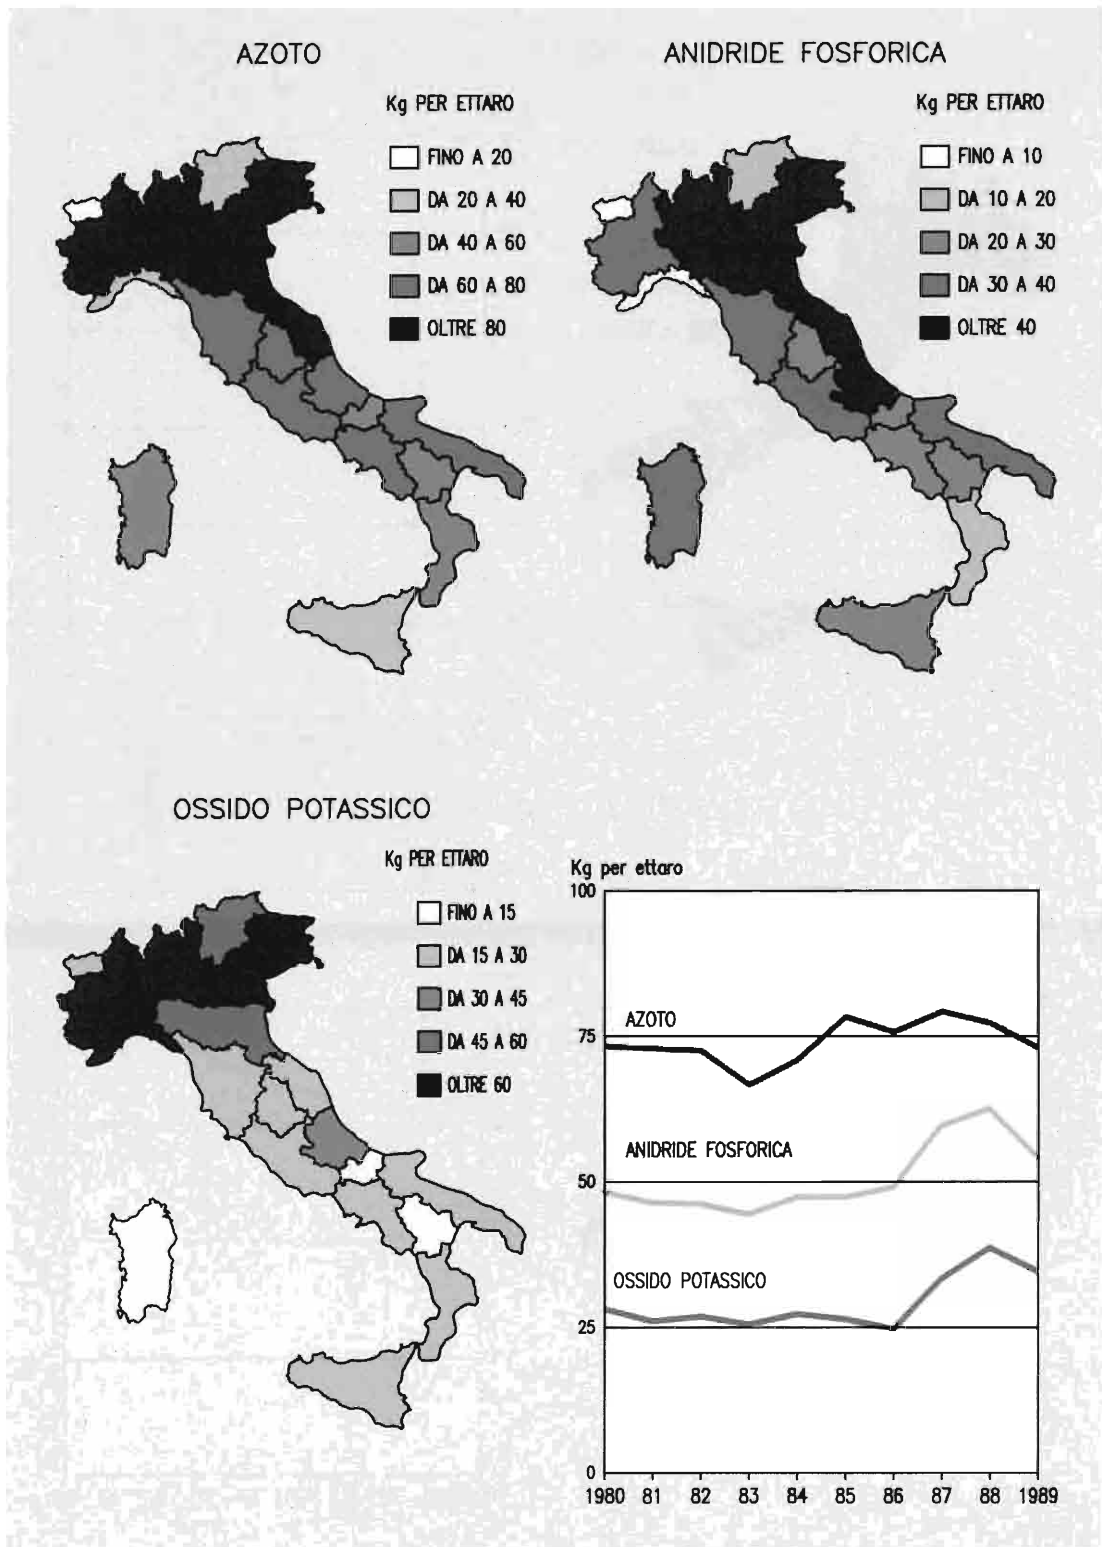 AZOTO
Kg PER ETTARO
FINO A 20
DA 20 A 40
DA 40 A 60
DA 60 A 80
OLTRE 80
ANIDRIDE FOSFORICA
Kg PER ETTARO
FINO A 10
DA 10 A 20
DA 20 A 30
DA 30 A 40
OLTRE 40
OSSIDO POTASSICO
Kg PER ETTARO
FINO A 15
DA 15 A 30
DA 30 A 45
DA 45 A 60
OLTRE 60
Kg per ettaro
100
AZOTO
75
ANIDRIDE FOSFORICA
50
OSSIDO POTASSICO
25
0
1980 81 82 83 84 85 86 87 88 1989